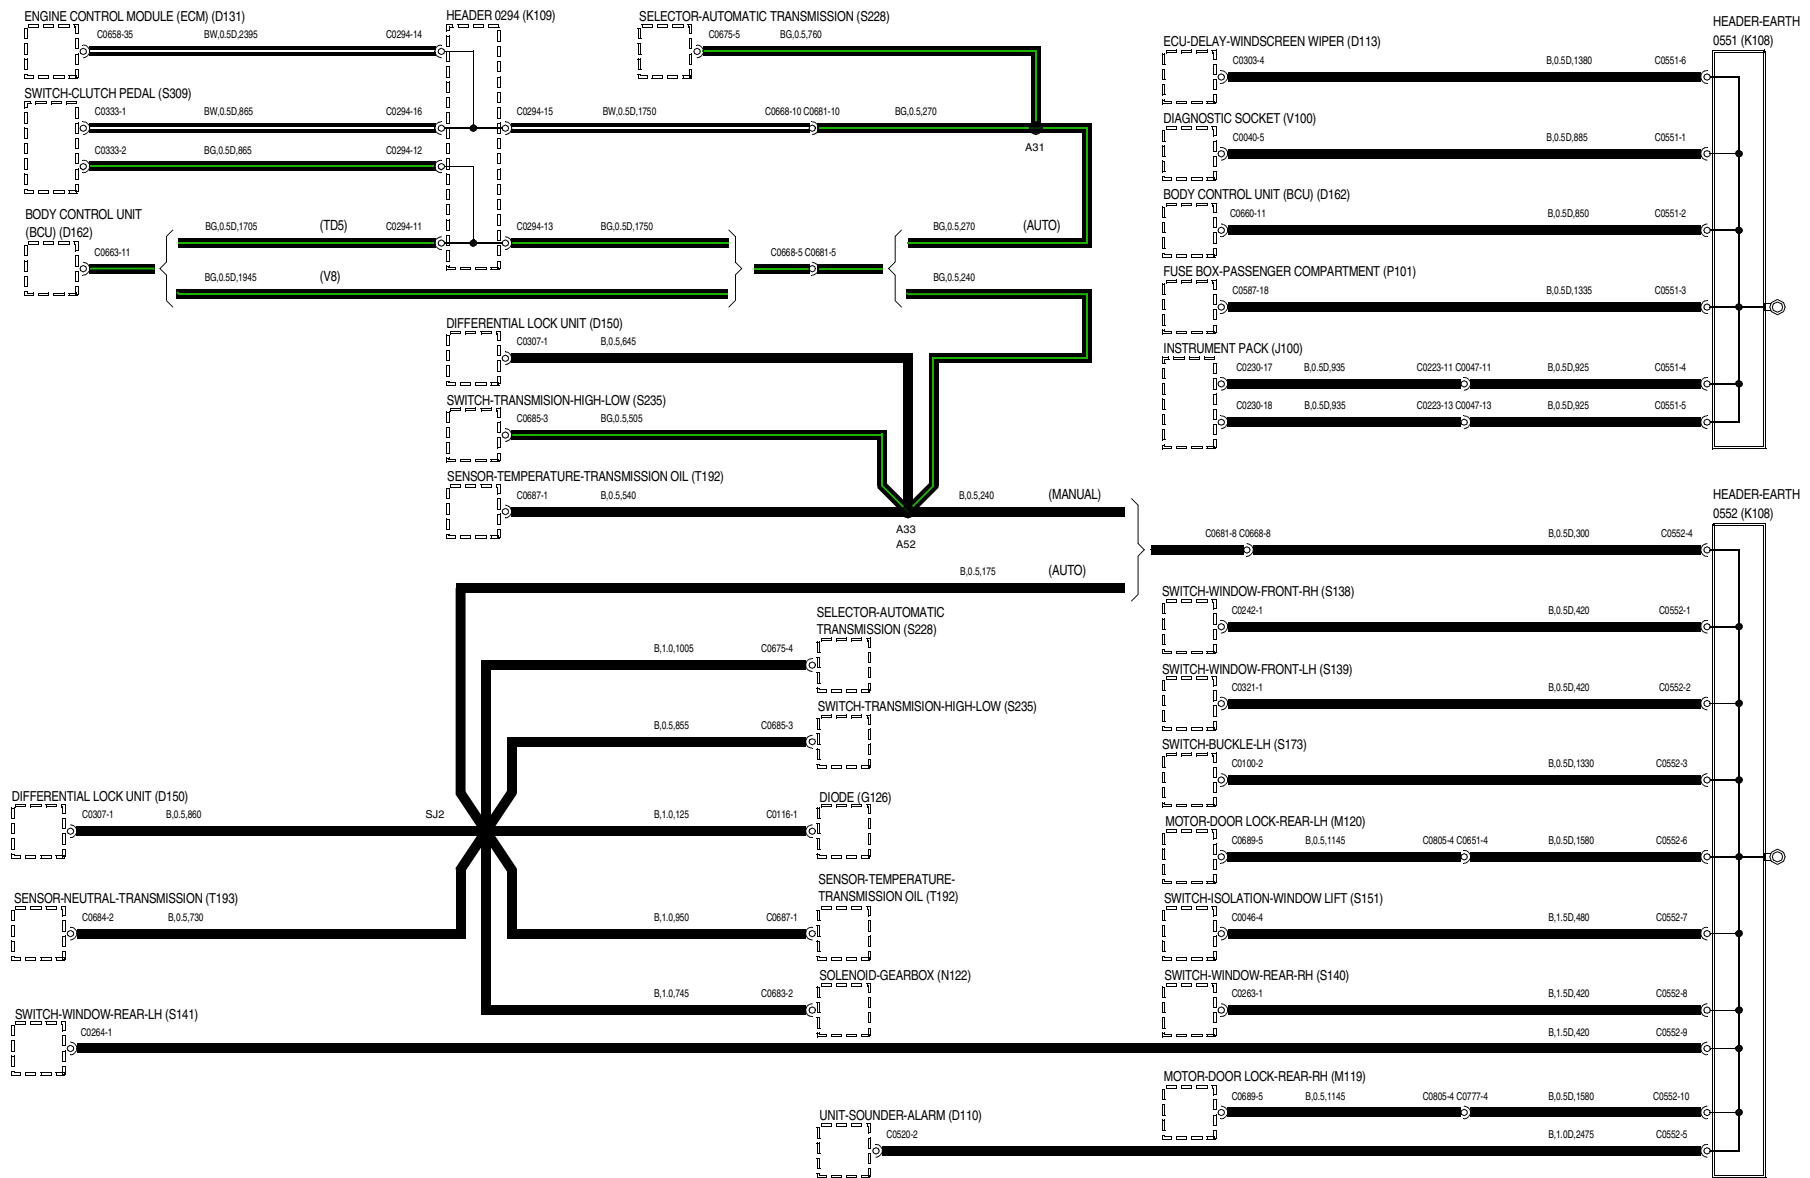 ENGINE CONTROL MODULE (ECM) (D131)
C0658-35 BW,0.5D,2395 C0294-14
HEADER 0294 (K109)
SELECTOR-AUTOMATIC TRANSMISSION (S228)
C0675-5 BG,0.5,760
SWITCH-CLUTCH PEDAL (S309)
C0333-1 BW,0.5D,865 C0294-16
C0294-15 BW,0.5D,1750 C0668-10 C0681-10 BG,0.5,270
A31
C0333-2 BG,0.5D,865 C0294-12
BODY CONTROL UNIT
(BCU) (D162)
C0663-11
BG,0.5D,1705 (TD5) C0294-11
C0294-13 BG,0.5D,1750
BG,0.5D,1945 (V8)
C0668-5 C0681-5
BG,0.5,270 (AUTO)
BG,0.5,240
DIFFERENTIAL LOCK UNIT (D150)
C0307-1 B,0.5,645
SWITCH-TRANSMISION-HIGH-LOW (S235)
C0685-3 BG,0.5,505
SENSOR-TEMPERATURE-TRANSMISSION OIL (T192)
C0687-1 B,0.5,540
B,0.5,240 (MANUAL)
A33
A52
B,0.5,175 (AUTO)
SELECTOR-AUTOMATIC
TRANSMISSION (S228)
B,1.0,1005 C0675-4
SWITCH-TRANSMISION-HIGH-LOW (S235)
B,0.5,855 C0685-3
DIFFERENTIAL LOCK UNIT (D150)
C0307-1 B,0.5,860
SJ2
DIODE (G126)
B,1.0,125 C0116-1
SENSOR-NEUTRAL-TRANSMISSION (T193)
C0684-2 B,0.5,730
SENSOR-TEMPERATURE-
TRANSMISSION OIL (T192)
B,1.0,950 C0687-1
SOLENOID-GEARBOX (N122)
B,1.0,745 C0683-2
SWITCH-WINDOW-REAR-LH (S141)
C0264-1
UNIT-SOUNDER-ALARM (D110)
C0520-2
HEADER-EARTH
0551 (K108)
ECU-DELAY-WINDSCREEN WIPER (D113)
C0303-4 B,0.5D,1380 C0551-6
DIAGNOSTIC SOCKET (V100)
C0040-5 B,0.5D,885 C0551-1
BODY CONTROL UNIT (BCU) (D162)
C0660-11 B,0.5D,850 C0551-2
FUSE BOX-PASSENGER COMPARTMENT (P101)
C0587-18 B,0.5D,1335 C0551-3
INSTRUMENT PACK (J100)
C0230-17 B,0.5D,935 C0223-11 C0047-11 B,0.5D,925 C0551-4
C0230-18 B,0.5D,935 C0223-13 C0047-13 B,0.5D,925 C0551-5
HEADER-EARTH
0552 (K108)
C0681-8 C0668-8 B,0.5D,300 C0552-4
SWITCH-WINDOW-FRONT-RH (S138)
C0242-1 B,0.5D,420 C0552-1
SWITCH-WINDOW-FRONT-LH (S139)
C0321-1 B,0.5D,420 C0552-2
SWITCH-BUCKLE-LH (S173)
C0100-2 B,0.5D,1330 C0552-3
MOTOR-DOOR LOCK-REAR-LH (M120)
C0689-5 B,0.5,1145 C0805-4 C0651-4 B,0.5D,1580 C0552-6
SWITCH-ISOLATION-WINDOW LIFT (S151)
C0046-4 B,1.5D,480 C0552-7
SWITCH-WINDOW-REAR-RH (S140)
C0263-1 B,1.5D,420 C0552-8
B,1.5D,420 C0552-9
MOTOR-DOOR LOCK-REAR-RH (M119)
C0689-5 B,0.5,1145 C0805-4 C0777-4 B,0.5D,1580 C0552-10
B,1.0D,2475 C0552-5